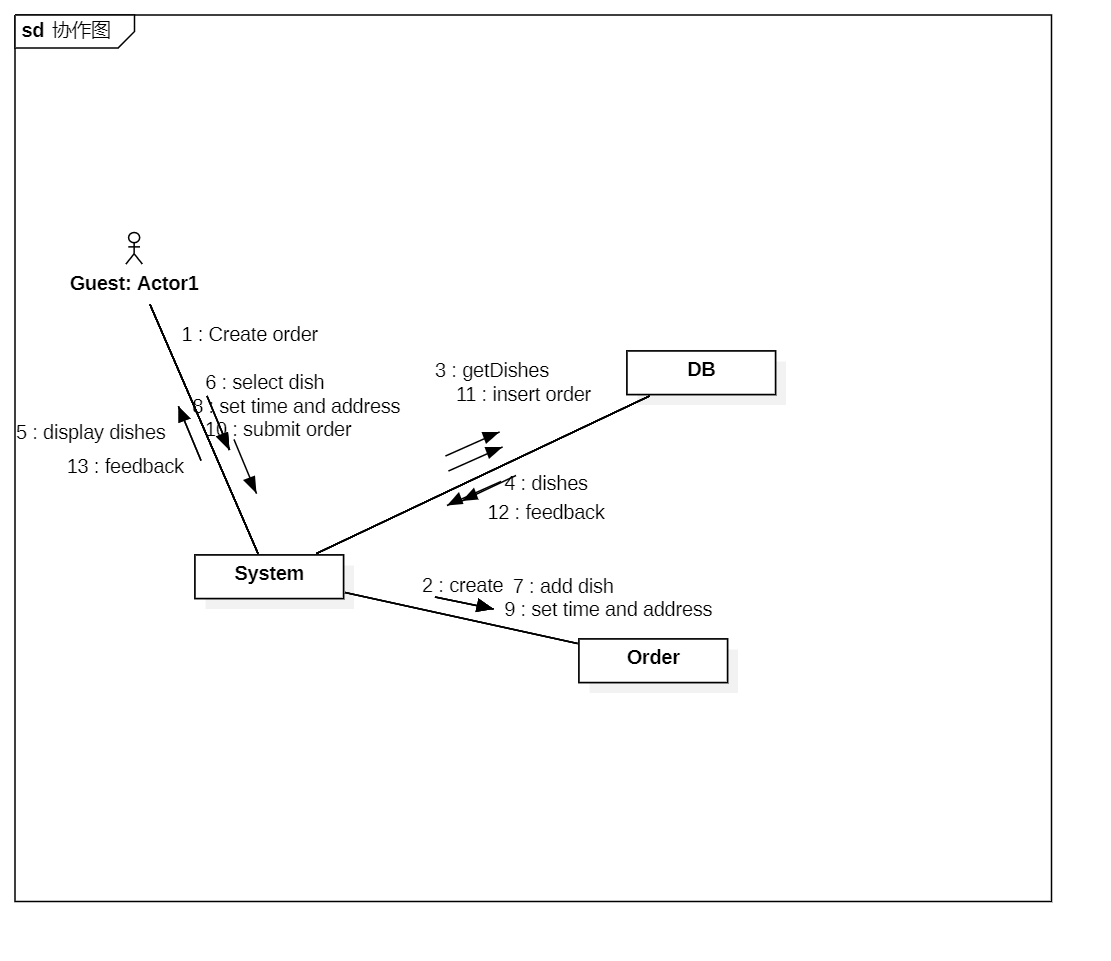 sd 协作图
Guest: Actor1
1 : Create order
6 : select dish
8 : set time and address
10 : submit order
5 : display dishes
13 : feedback
3 : getDishes
11 : insert order
DB
4 : dishes
12 : feedback
System
2 : create 7 : add dish
9 : set time and address
Order